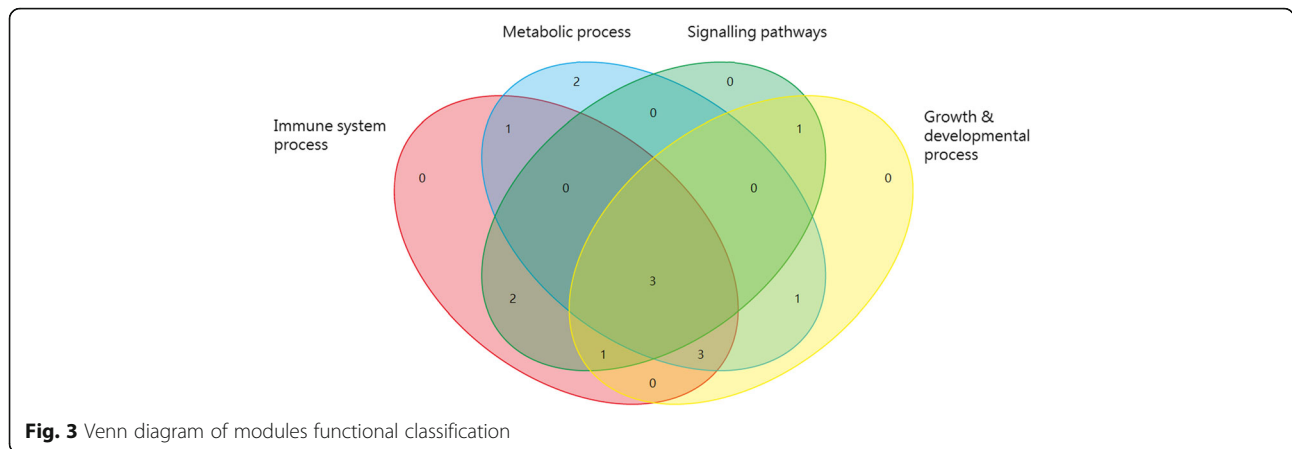 Metabolic process
Signalling pathways
Immune system
process
Growth &
developmental
process
2
0
0
1
1
0
0
0
0
2
3
1
1
3
0
Fig. 3 Venn diagram of modules functional classification